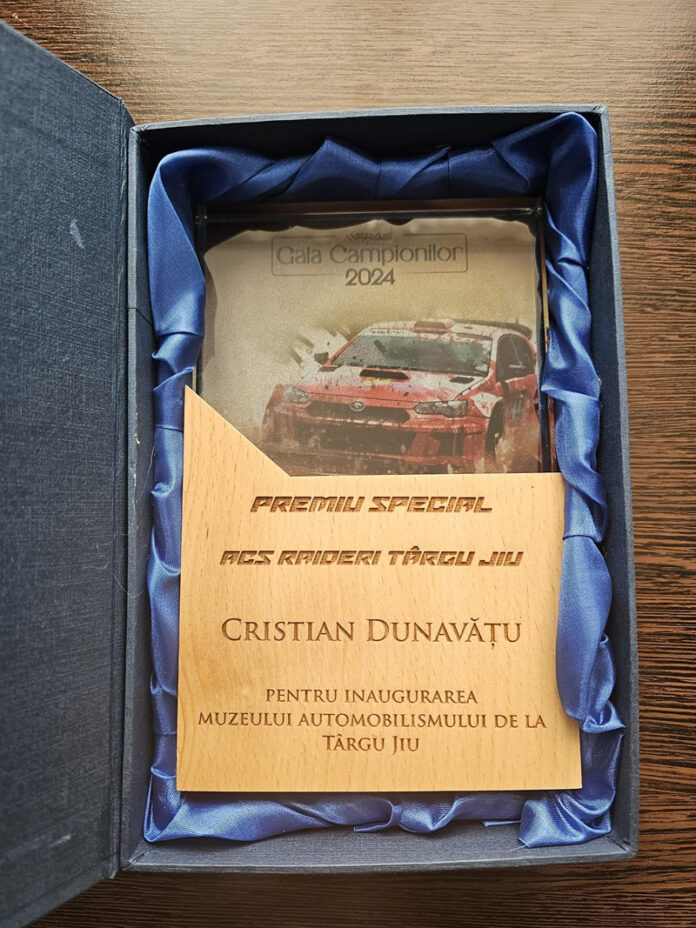 Gala Campionilor
2024
PREMIU SPECIAL
ACS RAIDERI TÂRGU JIU
CRISTIAN DUNAVĂȚU
PENTRU INAUGURAREA
MUZEULUI AUTOMOBILISMULUI DE LA
TÂRGU JIU